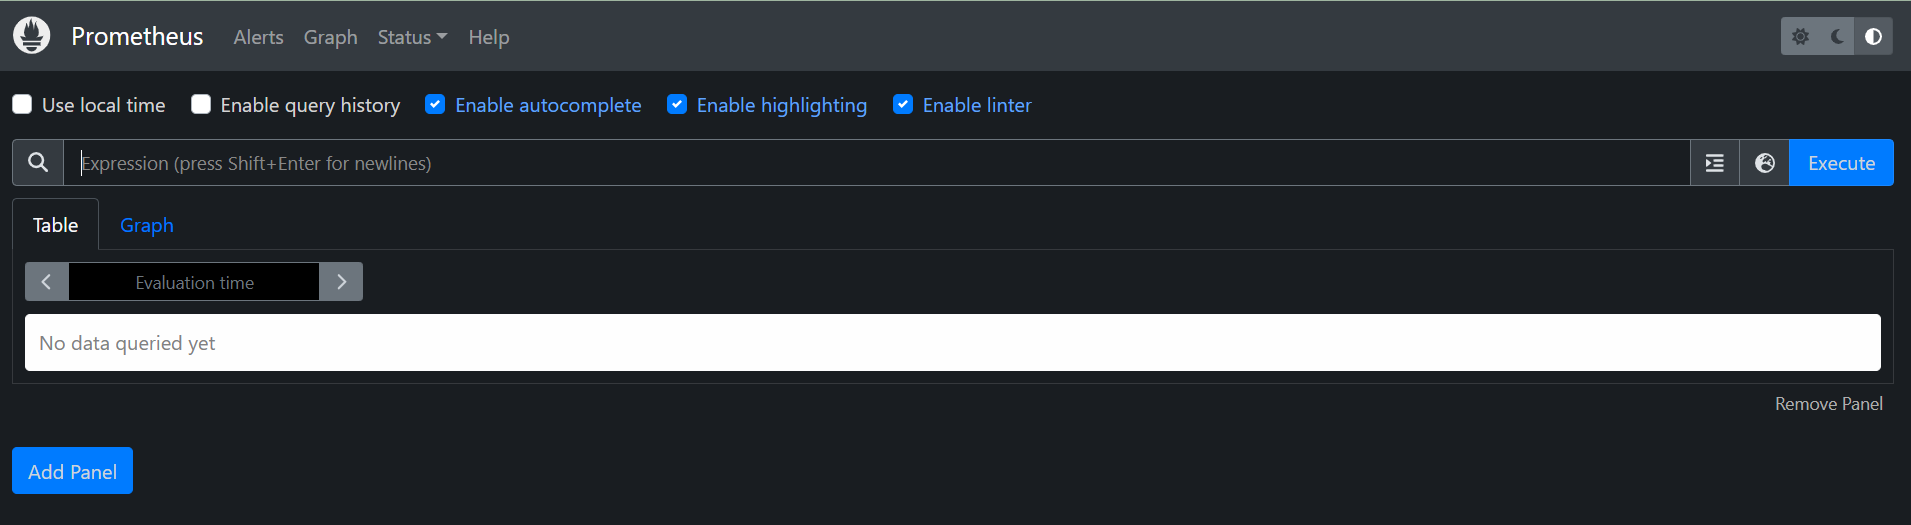 Prometheus Alerts Graph Status Help
Use local time Enable query history Enable autocomplete Enable highlighting Enable linter
Expression (press Shift+Enter for newlines) Execute
Table Graph
Evaluation time
No data queried yet
Remove Panel
Add Panel